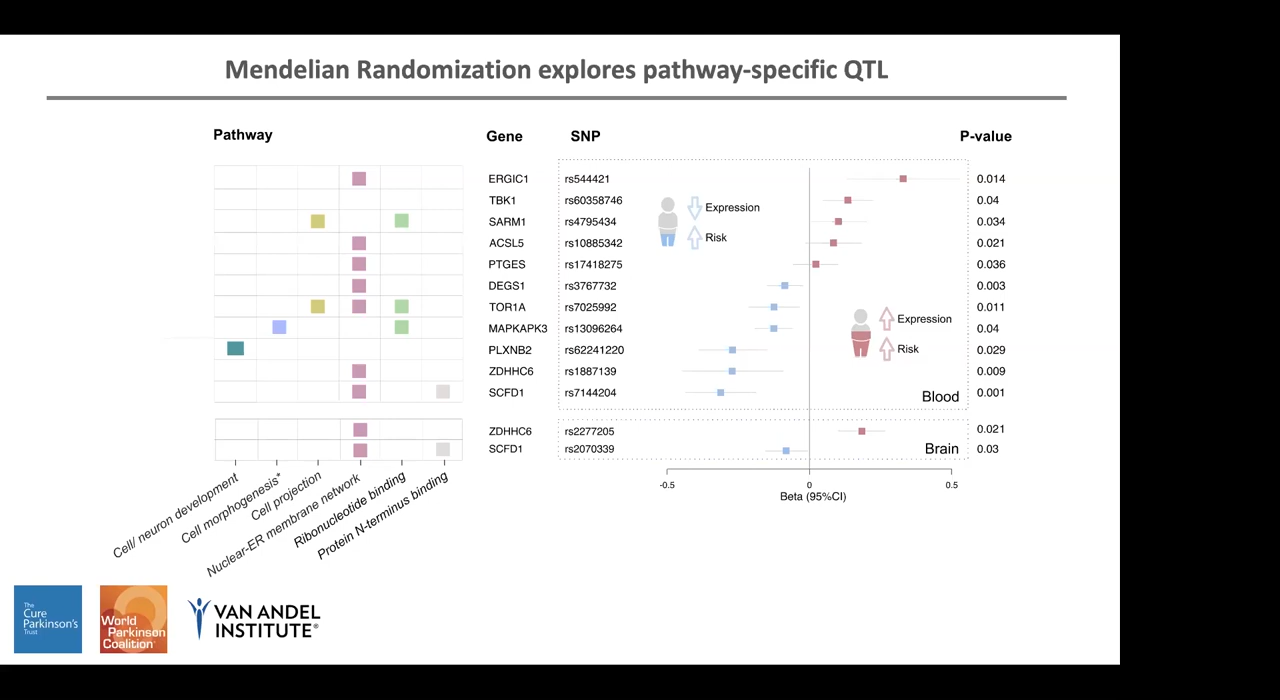 Mendelian Randomization explores pathway-specific QTL
Pathway Gene SNP P-value
ERGIC1 rs544421 0.014
TBK1 rs60358746 0.04
SARM1 rs4795434 0.034
ACSL5 rs10885342 0.021
PTGES rs17418275 0.036
DEGS1 rs3767732 0.003
TOR1A rs7025992 0.011
MAPKAPK3 rs13096264 0.04
PLXNB2 rs62241220 0.029
ZDHHC6 rs1887139 0.009
SCFD1 rs7144204 0.001
Expression
Risk
Expression
Risk
Blood
ZDHHC6 rs2277205 0.021
SCFD1 rs2070339 Brain 0.03
-0.5 0 0.5
Beta (95%CI)
Cell/ neuron development
Cell morphogenesis*
Cell projection
Nuclear-ER membrane network
Ribonucleotide binding
Protein N-terminus binding
The
Cure
Parkinson's
Trust
World
Parkinson
Coalition
VAN ANDEL
INSTITUTE®